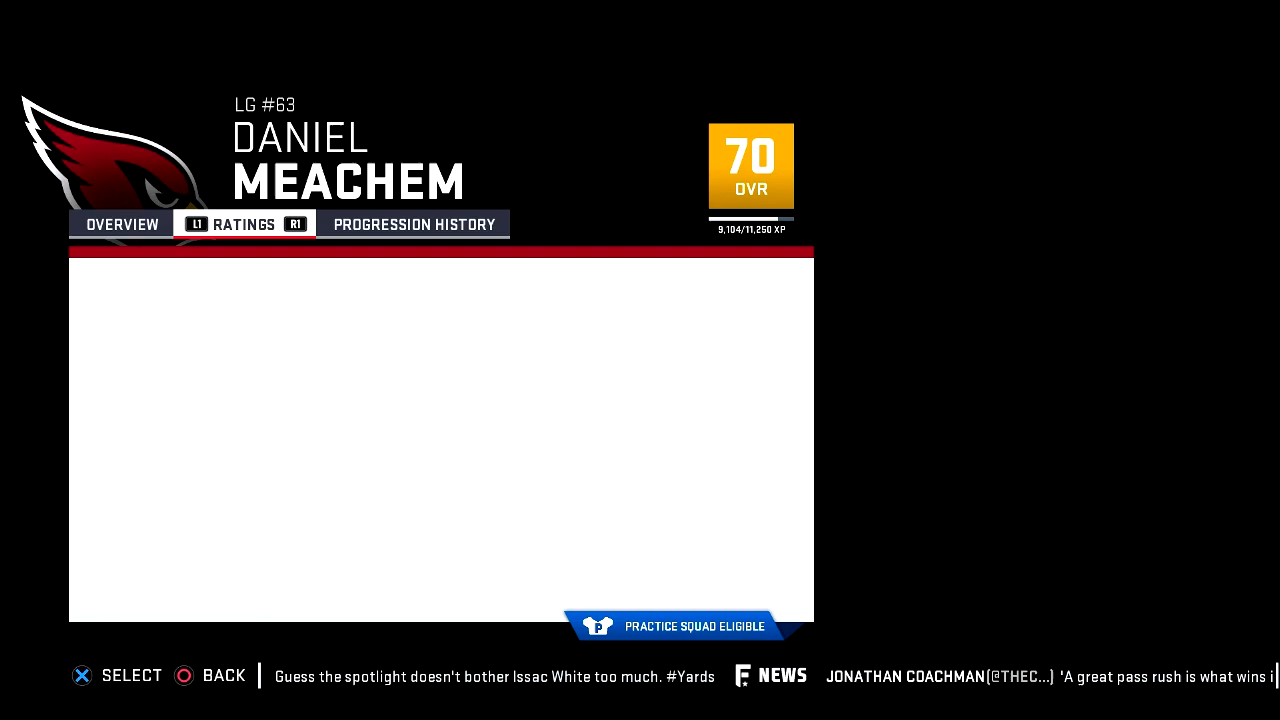 LG #63
DANIEL
MEACHEM
70
OVR
9,104/11,250 XP
OVERVIEW L1 RATINGS R1 PROGRESSION HISTORY
P PRACTICE SQUAD ELIGIBLE
SELECT BACK Guess the spotlight doesn't bother Issac White too much. #Yards F NEWS JONATHAN COACHMAN(@THEC...) 'A great pass rush is what wins i